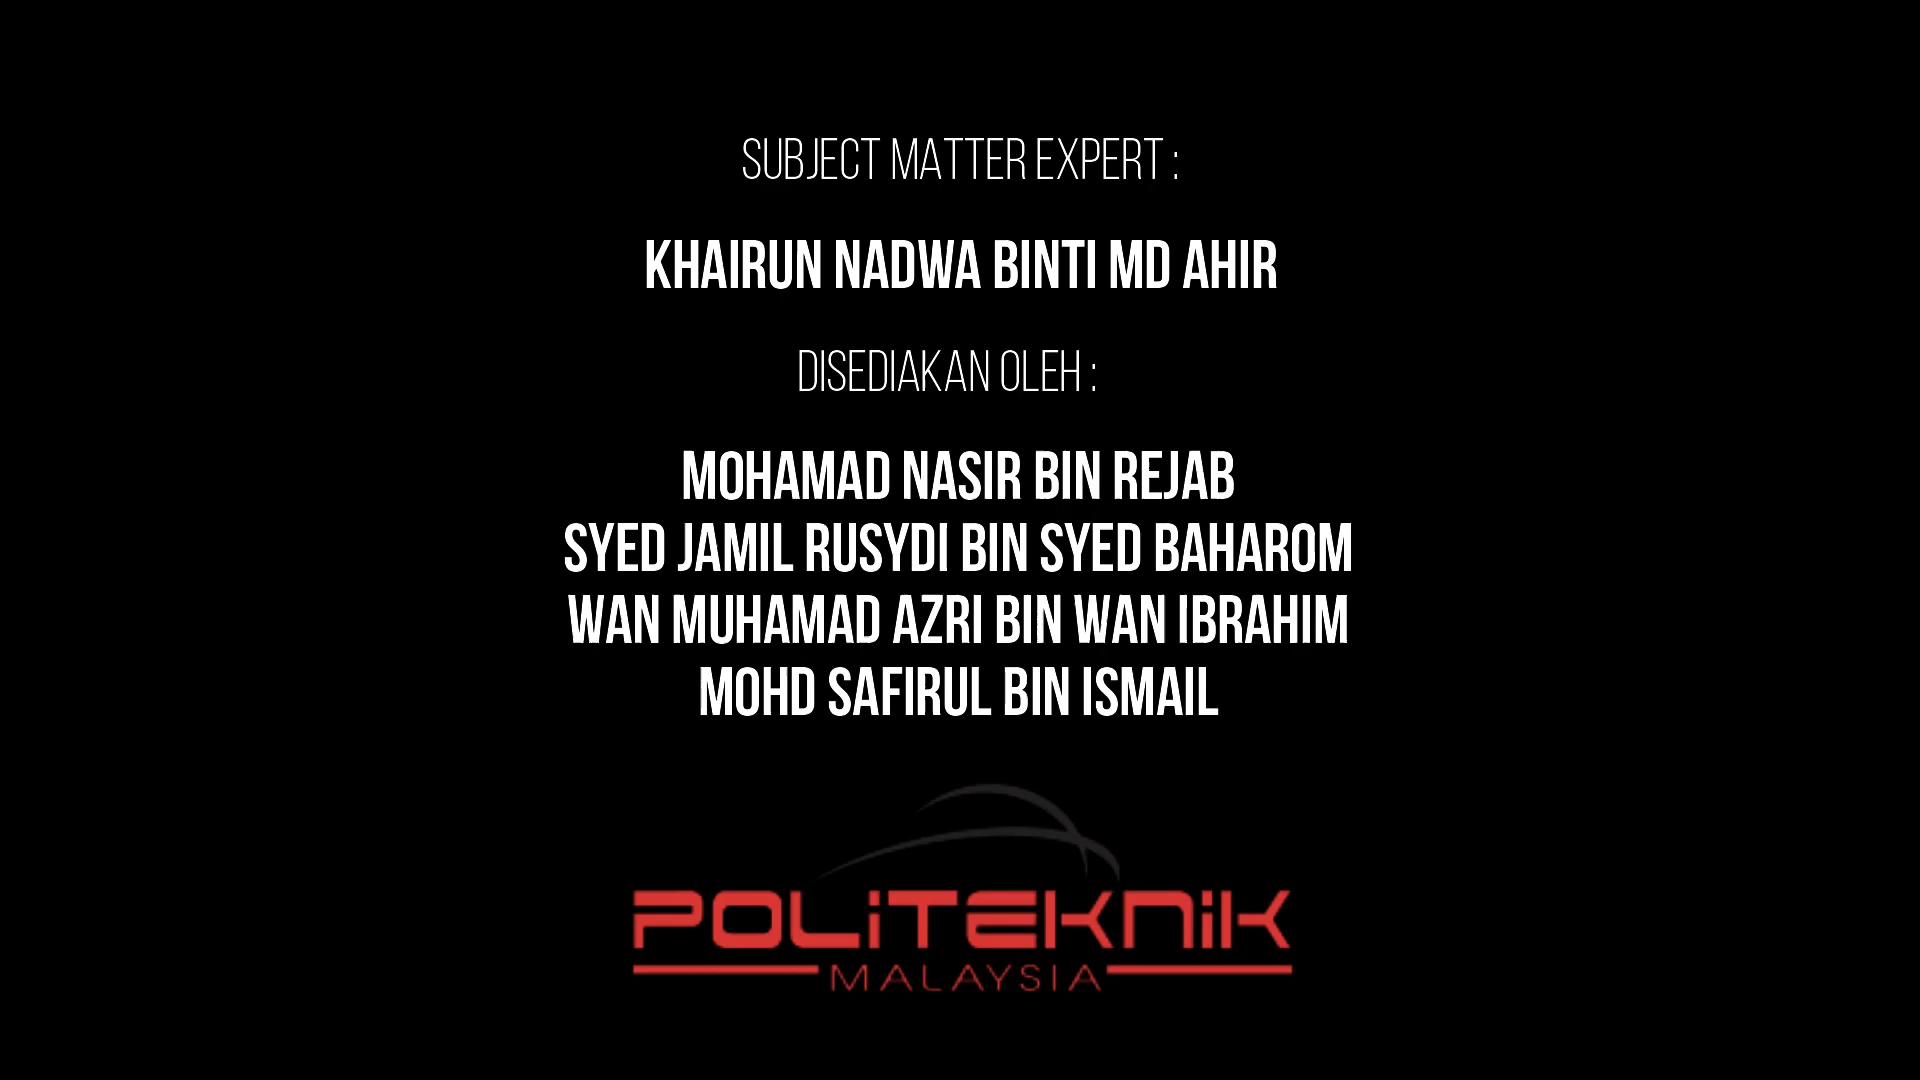 SUBJECT MATTER EXPERT :
KHAIRUN NADWA BINTI MD AHIR
DISEDIAKAN OLEH :
MOHAMAD NASIR BIN REJAB
SYED JAMIL RUSYDI BIN SYED BAHAROM
WAN MUHAMAD AZRI BIN WAN IBRAHIM
MOHD SAFIRUL BIN ISMAIL
POLiTEKNiK
MALAYSIA